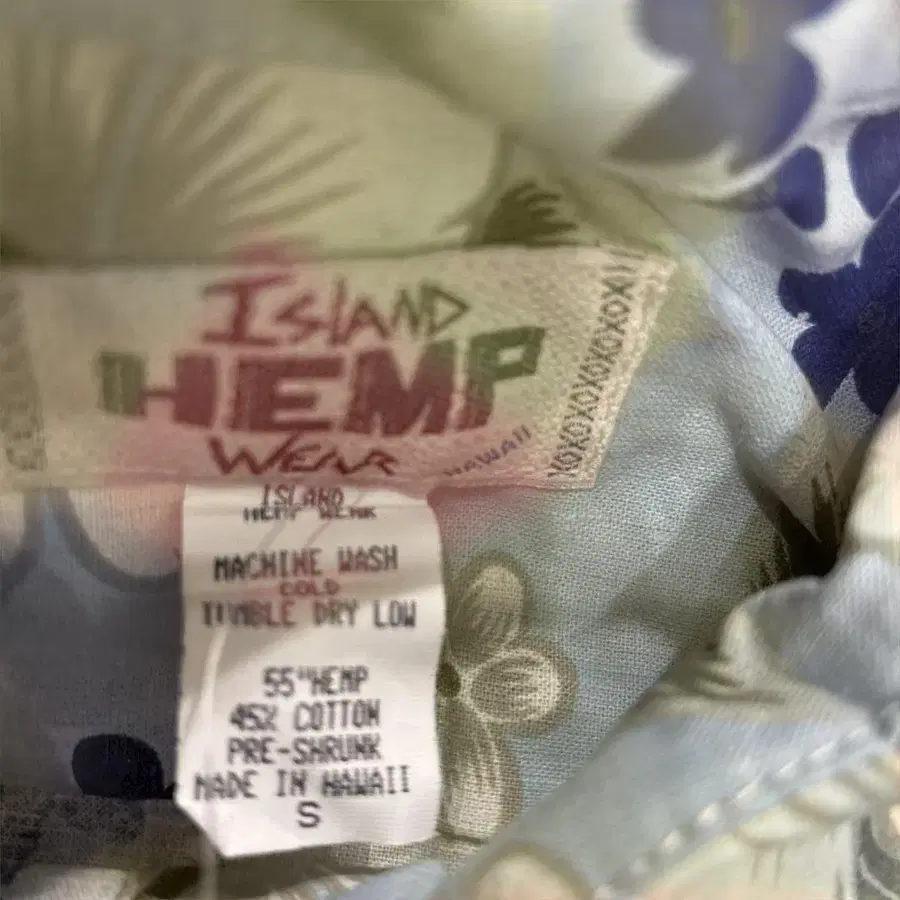 ISLAND
HEMP
WEAR
HAWAII
XOXOXOXOXOXOX
ISLAND
HEMP WEAR
MACHINE WASH
COLD
TUMBLE DRY LOW
55% HEMP
45% COTTON
PRE-SHRUNK
MADE IN HAWAII
S